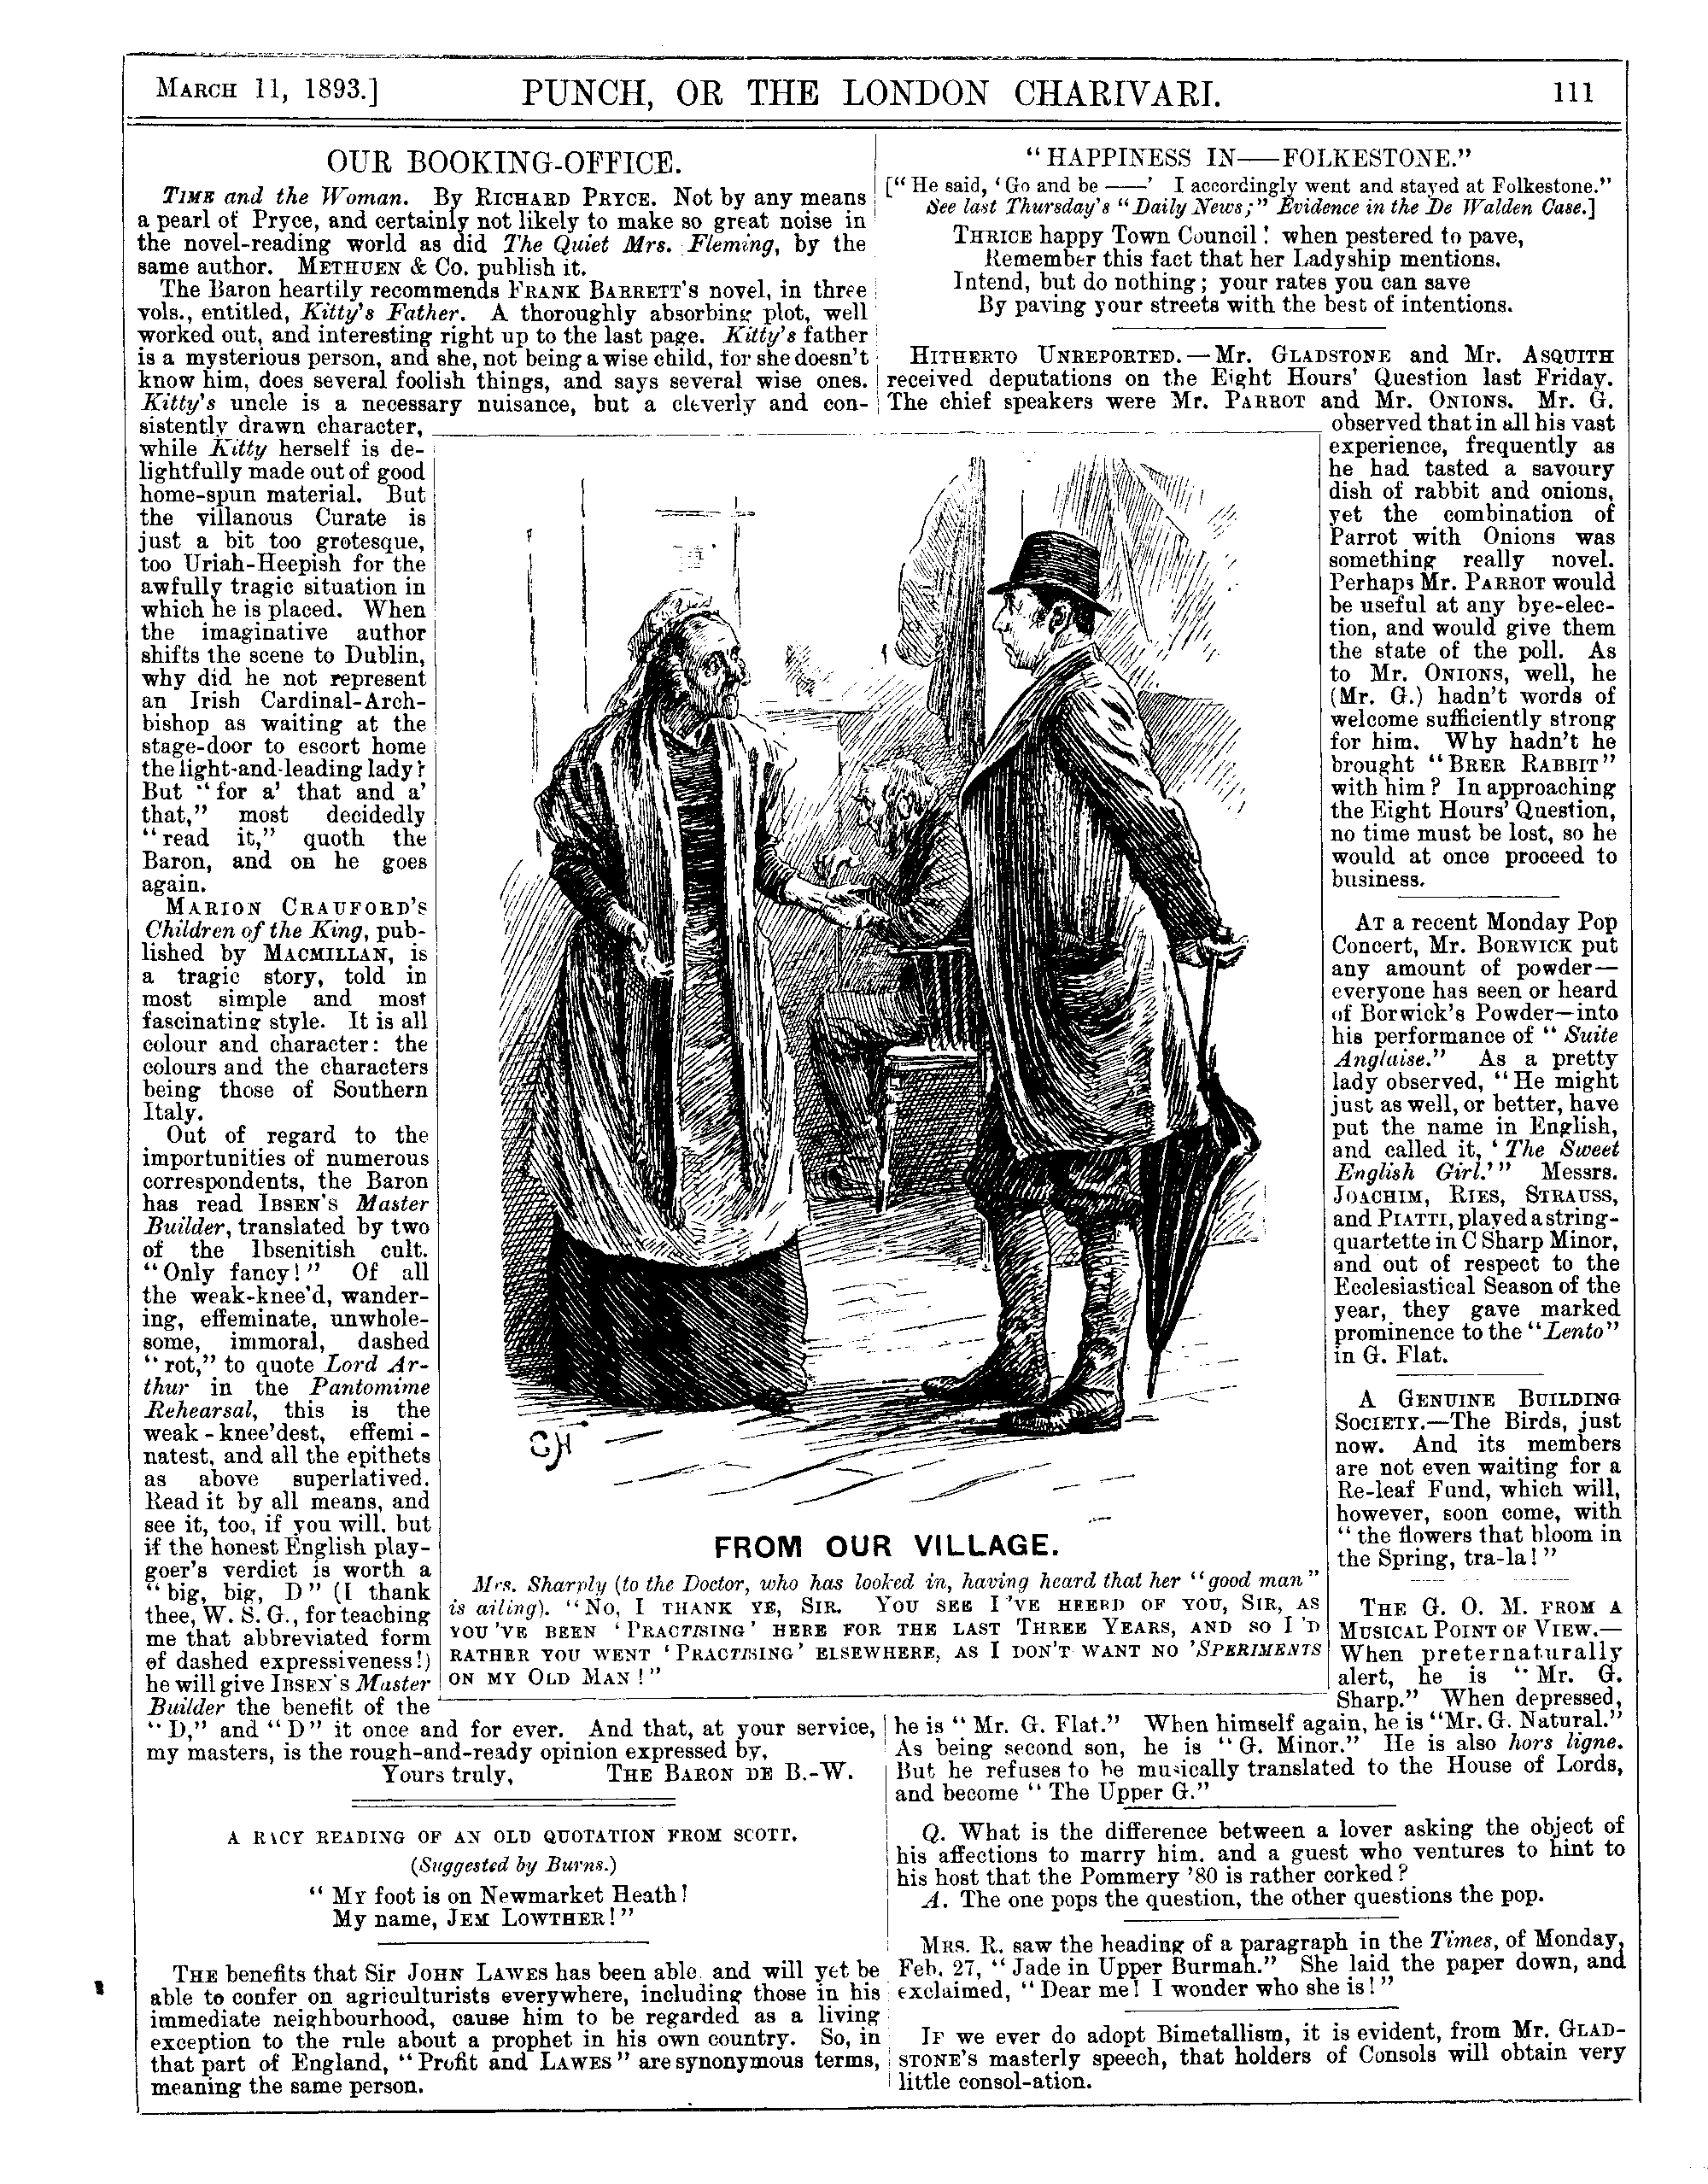 MARCH 11, 1893.]
PUNCH, OR THE LONDON CHARIVARI.
111
OUR BOOKING-OFFICE.
TIME and the Woman. By RICHARD PRYCE. Not by any means
a pearl of Pryce, and certainly not likely to make so great noise in
the novel-reading world as did The Quiet Mrs. Fleming, by the
same author. METHUEN & Co. publish it.
The Baron heartily recommends FRANK BARRETT'S novel, in three
vols., entitled, Kitty's Father. A thoroughly absorbing plot, well
worked out, and interesting right up to the last page. Kitty's father
is a mysterious person, and she, not being a wise child, for she doesn't
know him, does several foolish things, and says several wise ones.
Kitty's uncle is a necessary nuisance, but a cleverly and con-
sistently drawn character,
while Kitty herself is de-
lightfully made out of good
home-spun material. But
the villanous Curate is
just a bit too grotesque,
too Uriah-Heepish for the
awfully tragic situation in
which he is placed. When
the imaginative author
shifts the scene to Dublin,
why did he not represent
an Irish Cardinal-Arch-
bishop as waiting at the
stage-door to escort home
the light-and-leading lady?
But "for a' that and a'
that," most decidedly
"read it," quoth the
Baron, and on he goes
again.
MARION CRAUFORD'S
Children of the King, pub-
lished by MACMILLAN, is
a tragic story, told in
most simple and most
fascinating style. It is all
colour and character: the
colours and the characters
being those of Southern
Italy.
Out of regard to the
importunities of numerous
correspondents, the Baron
has read IBSEN'S Master
Builder, translated by two
of the Ibsenitish cult.
"Only fancy!" Of all
the weak-knee'd, wander-
ing, effeminate, unwhole-
some, immoral, dashed
"rot," to quote Lord Ar-
thur in the Pantomime
Rehearsal, this is the
weak-knee'dest, effemi-
natest, and all the epithets
as above superlatived.
Read it by all means, and
see it, too, if you will, but
if the honest English play-
goer's verdict is worth a
"big, big, D" (I thank
thee, W. S. G., for teaching
me that abbreviated form
of dashed expressiveness!)
he will give IBSEN'S Master
Builder the benefit of the
"D," and "D" it once and for ever. And that, at your service,
my masters, is the rough-and-ready opinion expressed by,
Yours truly, THE BARON DE B.-W.
A RACY READING OF AN OLD QUOTATION FROM SCOTT.
(Suggested by Burns.)
"MY foot is on Newmarket Heath!
My name, JEM LOWTHER!"
THE benefits that Sir JOHN LAWES has been able, and will yet be
able to confer on agriculturists everywhere, including those in his
immediate neighbourhood, cause him to be regarded as a living
exception to the rule about a prophet in his own country. So, in
that part of England, "Profit and LAWES" are synonymous terms,
meaning the same person.
CH
FROM OUR VILLAGE.
Mrs. Sharply (to the Doctor, who has looked in, having heard that her "good man"
is ailing). "NO, I THANK YE, SIR. YOU SEE I'VE HEERD OF YOU, SIR, AS
YOU'VE BEEN 'PRACTISING' HERE FOR THE LAST THREE YEARS, AND SO I'D
RATHER YOU WENT 'PRACTISING' ELSEWHERE, AS I DON'T WANT NO 'SPERIMENTS
ON MY OLD MAN!"
"HAPPINESS IN——FOLKESTONE."
["He said, 'Go and be ——' I accordingly went and stayed at Folkestone."
See last Thursday's "Daily News;" Evidence in the De Walden Case.]
THRICE happy Town Council! when pestered to pave,
Remember this fact that her Ladyship mentions.
Intend, but do nothing; your rates you can save
By paving your streets with the best of intentions.
HITHERTO UNREPORTED.—Mr. GLADSTONE and Mr. ASQUITH
received deputations on the Eight Hours' Question last Friday.
The chief speakers were Mr. PARROT and Mr. ONIONS. Mr. G.
observed that in all his vast
experience, frequently as
he had tasted a savoury
dish of rabbit and onions,
yet the combination of
Parrot with Onions was
something really novel.
Perhaps Mr. PARROT would
be useful at any bye-elec-
tion, and would give them
the state of the poll. As
to Mr. ONIONS, well, he
(Mr. G.) hadn't words of
welcome sufficiently strong
for him. Why hadn't he
brought "BRER RABBIT"
with him? In approaching
the Eight Hours' Question,
no time must be lost, so he
would at once proceed to
business.
AT a recent Monday Pop
Concert, Mr. BORWICK put
any amount of powder—
everyone has seen or heard
of Borwick's Powder—into
his performance of "Suite
Anglaise." As a pretty
lady observed, "He might
just as well, or better, have
put the name in English,
and called it, 'The Sweet
English Girl.'" Messrs.
JOACHIM, RIES, STRAUSS,
and PIATTI, played a string-
quartette in C Sharp Minor,
and out of respect to the
Ecclesiastical Season of the
year, they gave marked
prominence to the "Lento"
in G. Flat.
A GENUINE BUILDING
SOCIETY.—The Birds, just
now. And its members
are not even waiting for a
Re-leaf Fund, which will,
however, soon come, with
"the flowers that bloom in
the Spring, tra-la!"
THE G. O. M. FROM A
MUSICAL POINT OF VIEW.—
When preternaturally
alert, he is "Mr. G.
Sharp." When depressed,
he is "Mr. G. Flat." When himself again, he is "Mr. G. Natural."
As being second son, he is "G. Minor." He is also hors ligne.
But he refuses to be musically translated to the House of Lords,
and become "The Upper G."
Q. What is the difference between a lover asking the object of
his affections to marry him, and a guest who ventures to hint to
his host that the Pommery '80 is rather corked?
A. The one pops the question, the other questions the pop.
MRS. R. saw the heading of a paragraph in the Times, of Monday,
Feb. 27, "Jade in Upper Burmah." She laid the paper down, and
exclaimed, "Dear me! I wonder who she is!"
IF we ever do adopt Bimetallism, it is evident, from Mr. GLAD-
STONE'S masterly speech, that holders of Consols will obtain very
little consol-ation.